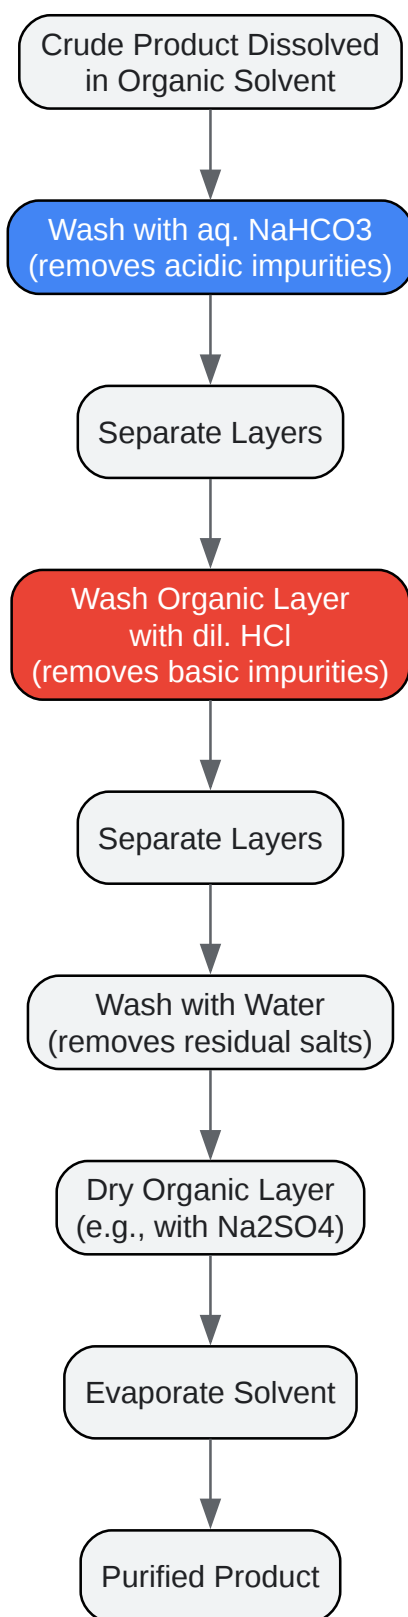 Crude Product Dissolved
in Organic Solvent
Wash with aq. NaHCO3
(removes acidic impurities)
Separate Layers
Wash Organic Layer
with dil. HCl
(removes basic impurities)
Separate Layers
Wash with Water
(removes residual salts)
Dry Organic Layer
(e.g., with Na2SO4)
Evaporate Solvent
Purified Product